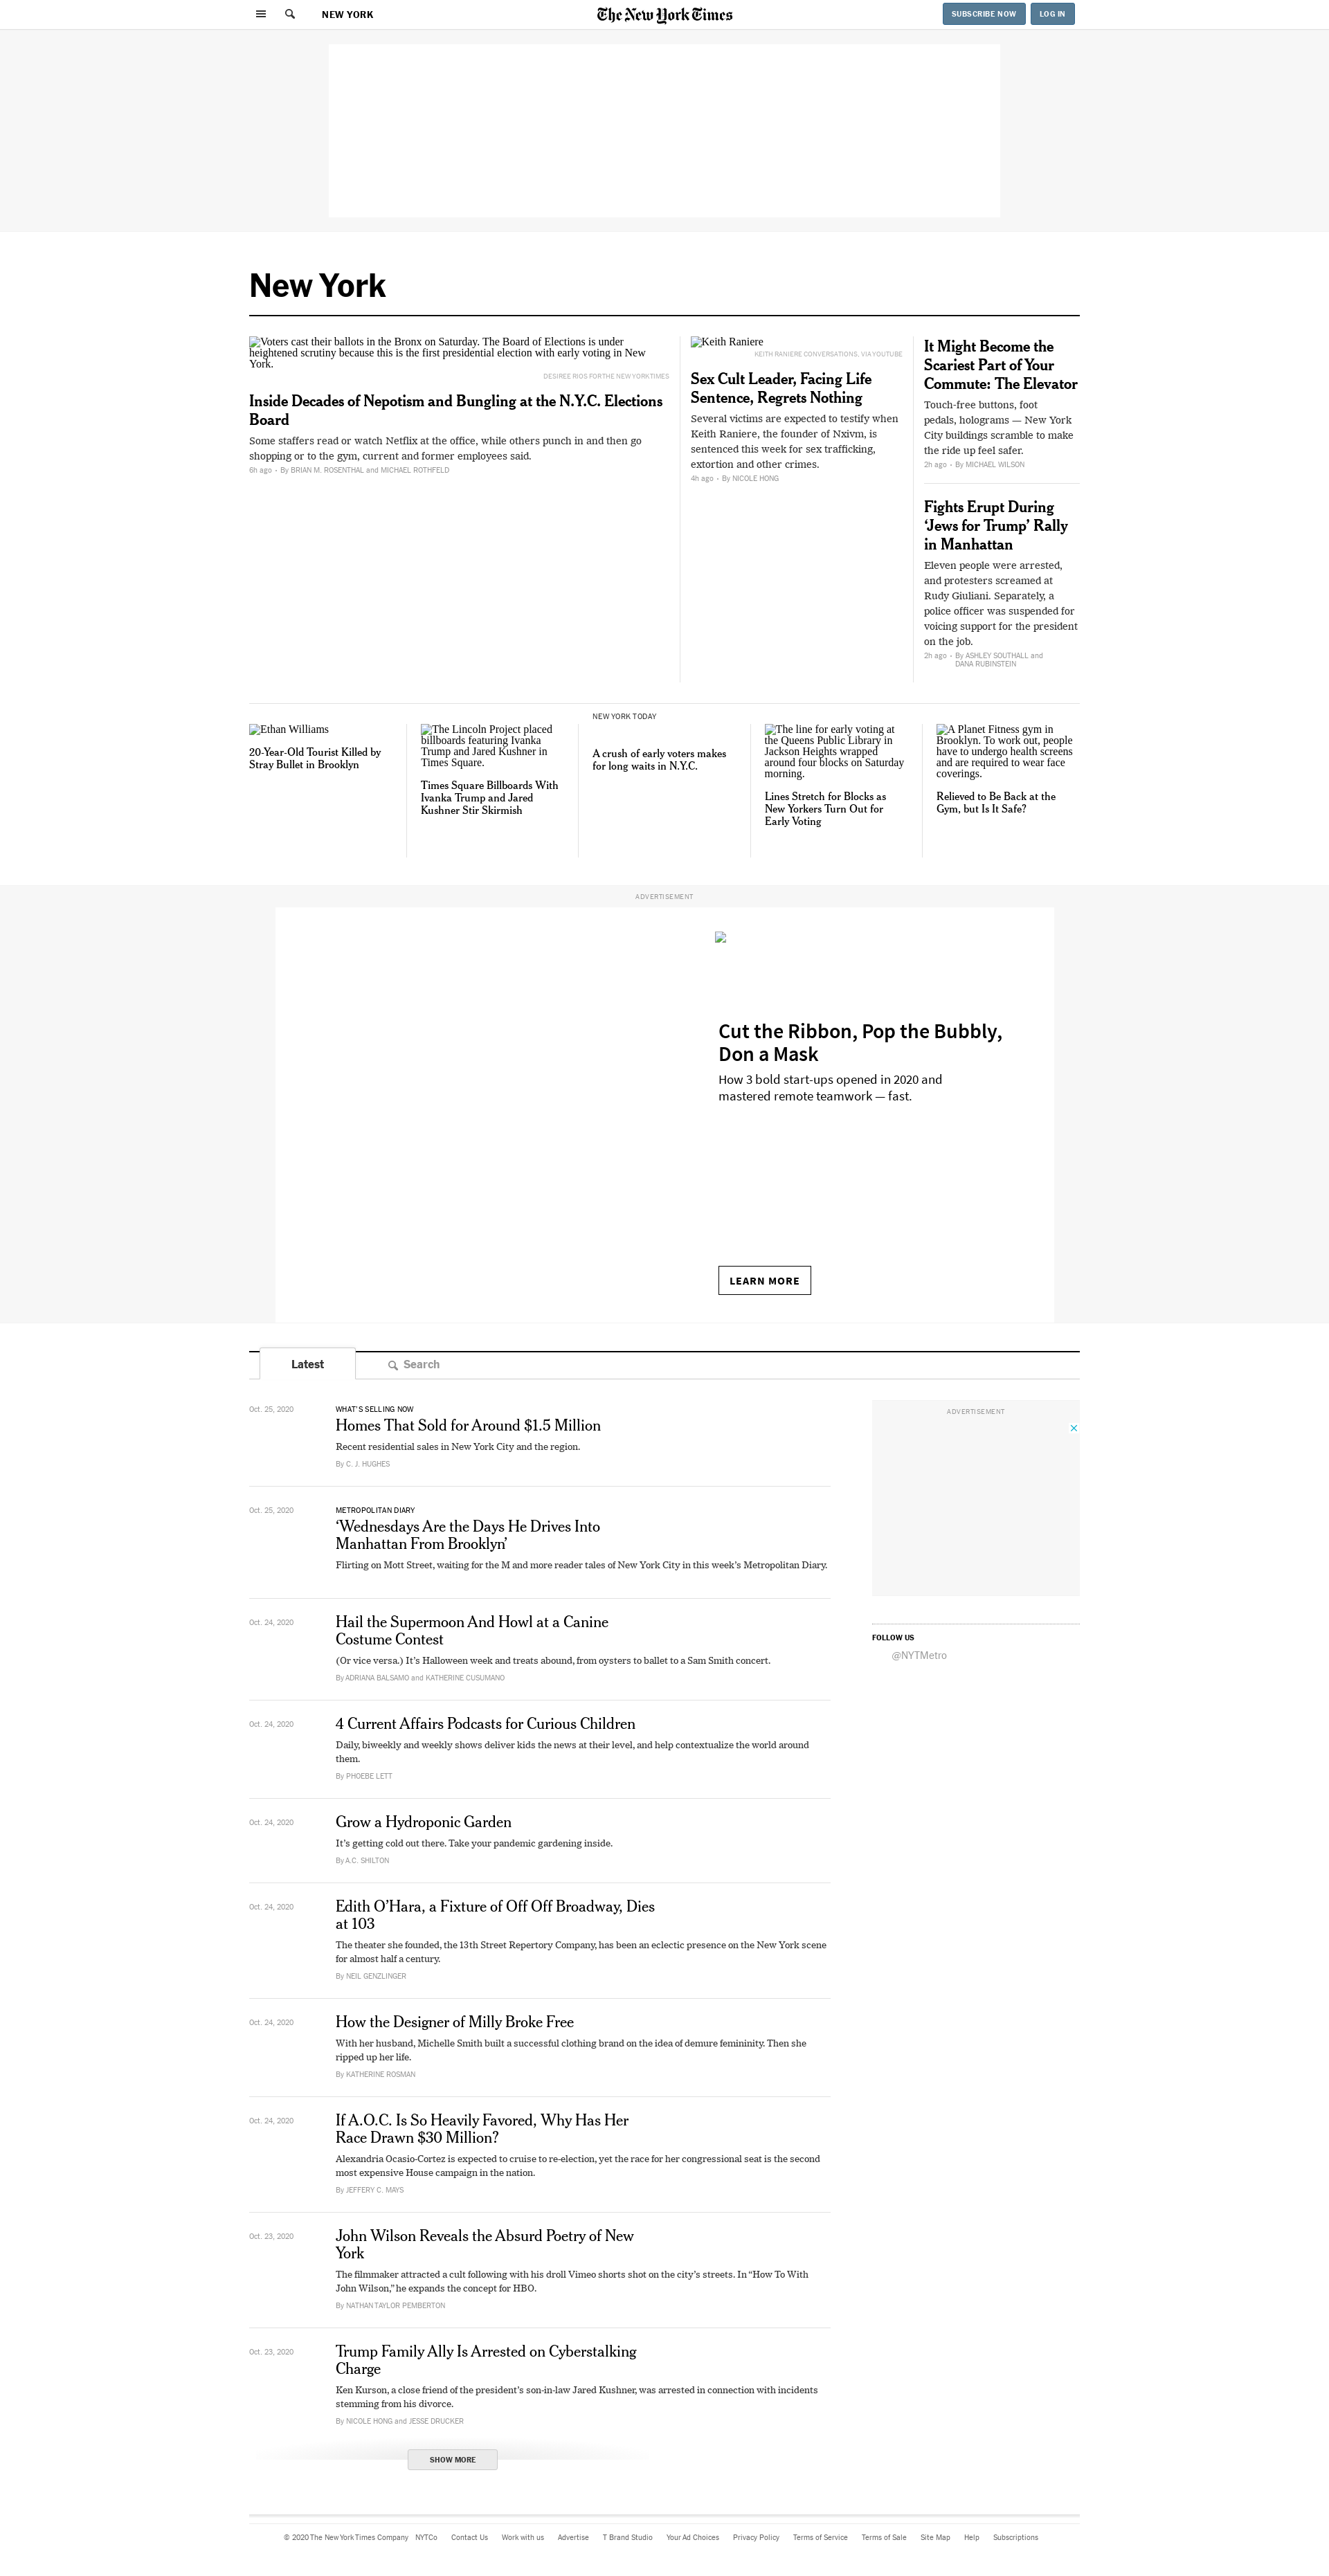 NEW YORK
The New York Times
SUBSCRIBE NOW
LOG IN
New York
Voters cast their ballots in the Bronx on Saturday. The Board of Elections is under
heightened scrutiny because this is the first presidential election with early voting in New
York.
DESIREE RIOS FOR THE NEW YORK TIMES
Inside Decades of Nepotism and Bungling at the N.Y.C. Elections
Board
Some staffers read or watch Netflix at the office, while others punch in and then go
shopping or to the gym, current and former employees said.
6h ago - By BRIAN M. ROSENTHAL and MICHAEL ROTHFELD
Keith Raniere
KEITH RANIERE CONVERSATIONS, VIA YOUTUBE
Sex Cult Leader, Facing Life
Sentence, Regrets Nothing
Several victims are expected to testify when
Keith Raniere, the founder of Nxivm, is
sentenced this week for sex trafficking,
extortion and other crimes.
4h ago - By NICOLE HONG
It Might Become the
Scariest Part of Your
Commute: The Elevator
Touch-free buttons, foot
pedals, holograms — New York
City buildings scramble to make
the ride up feel safer.
2h ago - By MICHAEL WILSON
Fights Erupt During
‘Jews for Trump’ Rally
in Manhattan
Eleven people were arrested,
and protesters screamed at
Rudy Giuliani. Separately, a
police officer was suspended for
voicing support for the president
on the job.
2h ago - By ASHLEY SOUTHALL and
DANA RUBINSTEIN
Ethan Williams
20-Year-Old Tourist Killed by
Stray Bullet in Brooklyn
The Lincoln Project placed
billboards featuring Ivanka
Trump and Jared Kushner in
Times Square.
Times Square Billboards With
Ivanka Trump and Jared
Kushner Stir Skirmish
NEW YORK TODAY
A crush of early voters makes
for long waits in N.Y.C.
The line for early voting at
the Queens Public Library in
Jackson Heights wrapped
around four blocks on Saturday
morning.
Lines Stretch for Blocks as
New Yorkers Turn Out for
Early Voting
A Planet Fitness gym in
Brooklyn. To work out, people
have to undergo health screens
and are required to wear face
coverings.
Relieved to Be Back at the
Gym, but Is It Safe?
ADVERTISEMENT
Cut the Ribbon, Pop the Bubbly,
Don a Mask
How 3 bold start-ups opened in 2020 and
mastered remote teamwork — fast.
LEARN MORE
Latest
Search
Oct. 25, 2020
WHAT'S SELLING NOW
Homes That Sold for Around $1.5 Million
Recent residential sales in New York City and the region.
By C. J. HUGHES
Oct. 25, 2020
METROPOLITAN DIARY
‘Wednesdays Are the Days He Drives Into
Manhattan From Brooklyn’
Flirting on Mott Street, waiting for the M and more reader tales of New York City in this week’s Metropolitan Diary.
Oct. 24, 2020
Hail the Supermoon And Howl at a Canine
Costume Contest
(Or vice versa.) It’s Halloween week and treats abound, from oysters to ballet to a Sam Smith concert.
By ADRIANA BALSAMO and KATHERINE CUSUMANO
Oct. 24, 2020
4 Current Affairs Podcasts for Curious Children
Daily, biweekly and weekly shows deliver kids the news at their level, and help contextualize the world around
them.
By PHOEBE LETT
Oct. 24, 2020
Grow a Hydroponic Garden
It’s getting cold out there. Take your pandemic gardening inside.
By A.C. SHILTON
Oct. 24, 2020
Edith O’Hara, a Fixture of Off Off Broadway, Dies
at 103
The theater she founded, the 13th Street Repertory Company, has been an eclectic presence on the New York scene
for almost half a century.
By NEIL GENZLINGER
Oct. 24, 2020
How the Designer of Milly Broke Free
With her husband, Michelle Smith built a successful clothing brand on the idea of demure femininity. Then she
ripped up her life.
By KATHERINE ROSMAN
Oct. 24, 2020
If A.O.C. Is So Heavily Favored, Why Has Her
Race Drawn $30 Million?
Alexandria Ocasio-Cortez is expected to cruise to re-election, yet the race for her congressional seat is the second
most expensive House campaign in the nation.
By JEFFERY C. MAYS
Oct. 23, 2020
John Wilson Reveals the Absurd Poetry of New
York
The filmmaker attracted a cult following with his droll Vimeo shorts shot on the city’s streets. In “How To With
John Wilson,” he expands the concept for HBO.
By NATHAN TAYLOR PEMBERTON
Oct. 23, 2020
Trump Family Ally Is Arrested on Cyberstalking
Charge
Ken Kurson, a close friend of the president’s son-in-law Jared Kushner, was arrested in connection with incidents
stemming from his divorce.
By NICOLE HONG and JESSE DRUCKER
SHOW MORE
ADVERTISEMENT
FOLLOW US
@NYTMetro
© 2020 The New York Times Company NYTCo Contact Us Work with us Advertise T Brand Studio Your Ad Choices Privacy Policy Terms of Service Terms of Sale Site Map Help Subscriptions